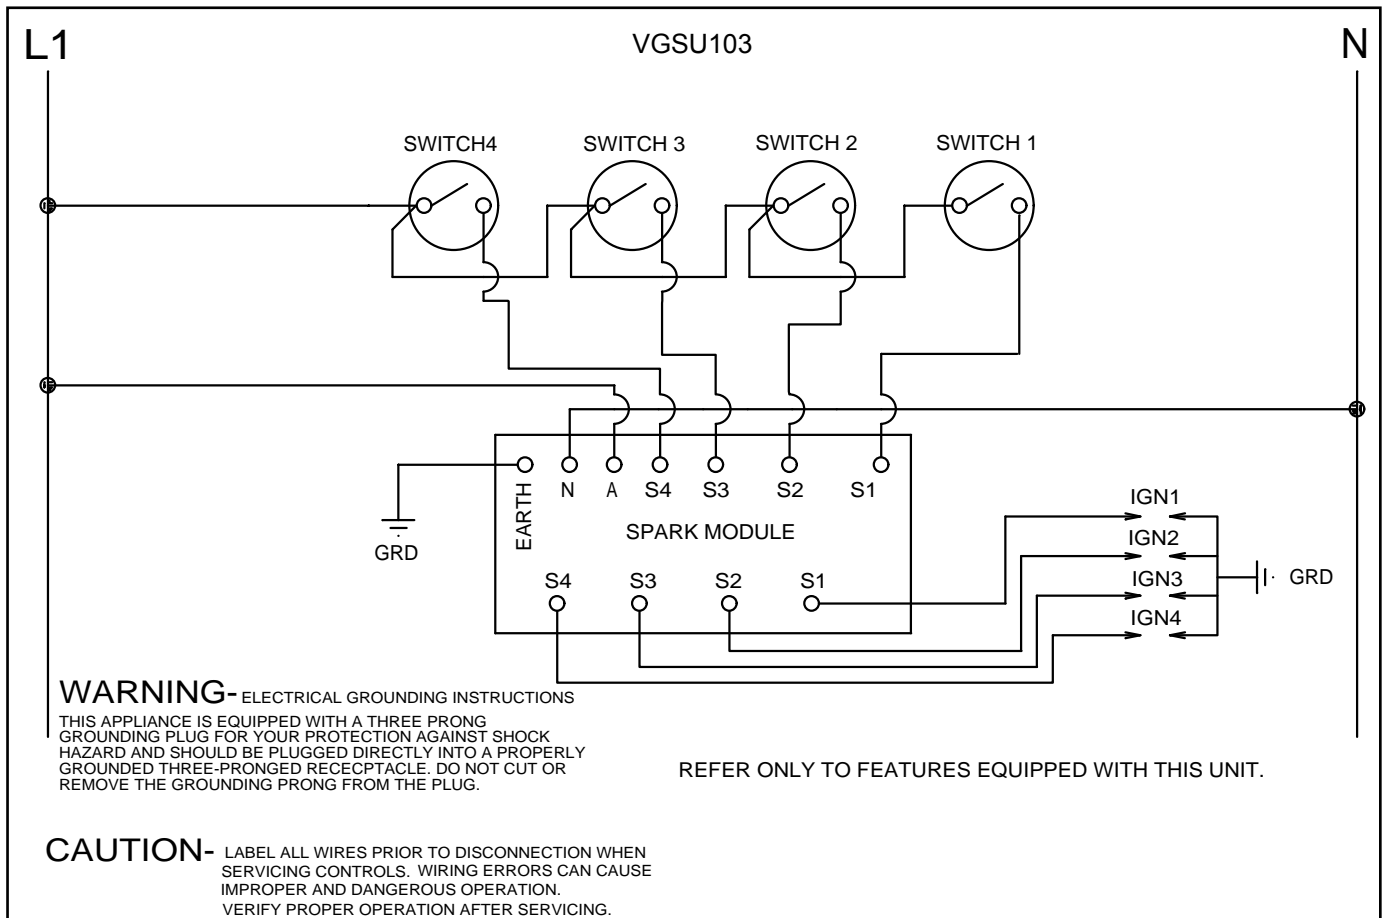 L1
VGSU103
N
SWITCH4
SWITCH 3
SWITCH 2
SWITCH 1
EARTH
N
A
S4
S3
S2
S1
SPARK MODULE
S4
S3
S2
S1
GRD
IGN1
IGN2
IGN3
IGN4
GRD
WARNING- ELECTRICAL GROUNDING INSTRUCTIONS
THIS APPLIANCE IS EQUIPPED WITH A THREE PRONG
GROUNDING PLUG FOR YOUR PROTECTION AGAINST SHOCK
HAZARD AND SHOULD BE PLUGGED DIRECTLY INTO A PROPERLY
GROUNDED THREE-PRONGED RECECPTACLE. DO NOT CUT OR
REMOVE THE GROUNDING PRONG FROM THE PLUG.
REFER ONLY TO FEATURES EQUIPPED WITH THIS UNIT.
CAUTION- LABEL ALL WIRES PRIOR TO DISCONNECTION WHEN
SERVICING CONTROLS. WIRING ERRORS CAN CAUSE
IMPROPER AND DANGEROUS OPERATION.
VERIFY PROPER OPERATION AFTER SERVICING.